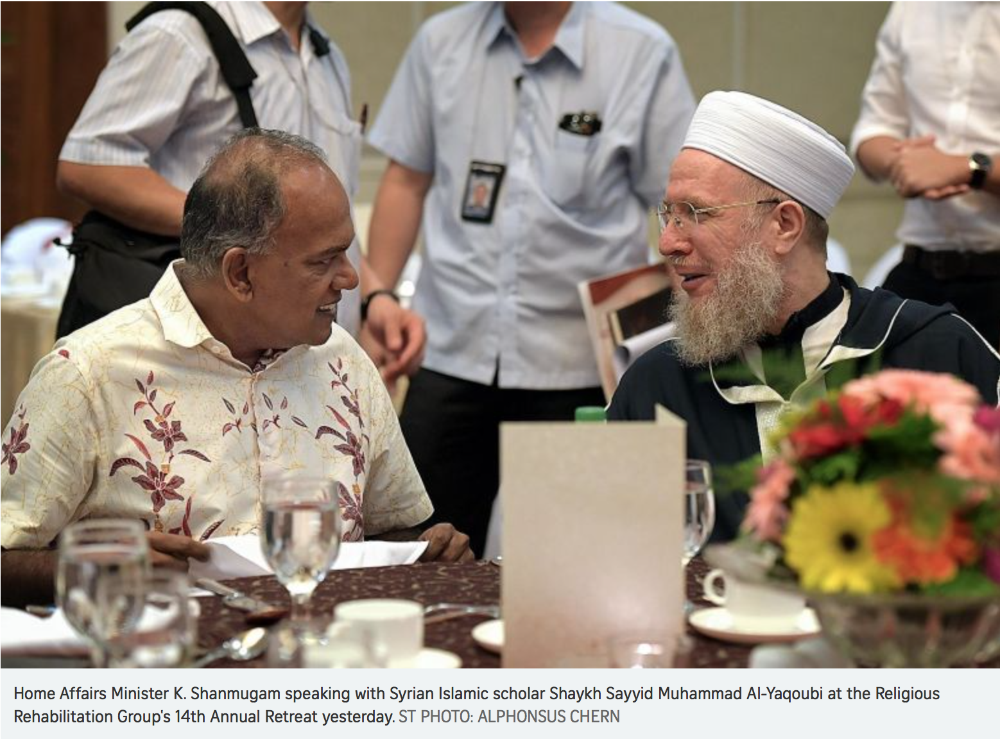 Home Affairs Minister K. Shanmugam speaking with Syrian Islamic scholar Shaykh Sayyid Muhammad Al-Yaqoubi at the Religious
Rehabilitation Group's 14th Annual Retreat yesterday. ST PHOTO: ALPHONSUS CHERN